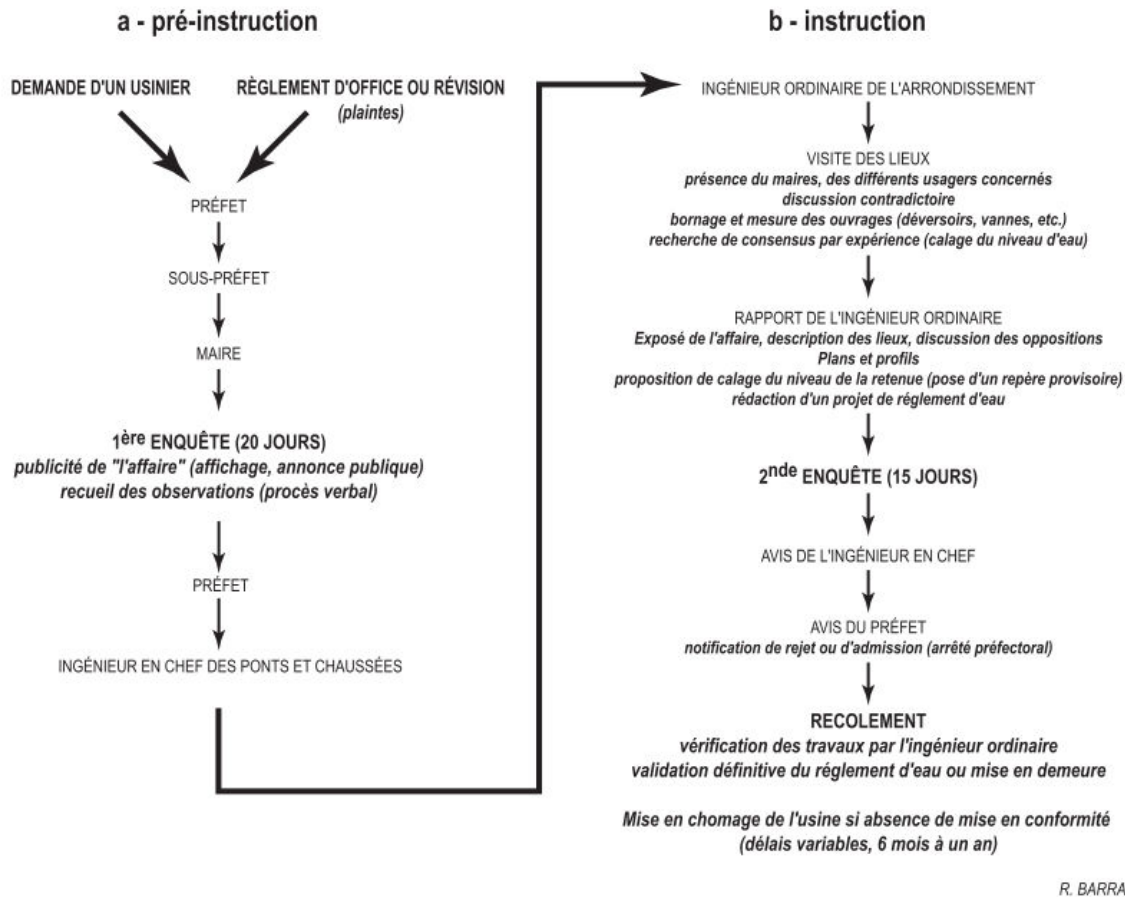 a - pré-instruction
DEMANDE D'UN USINIER
RÈGLEMENT D'OFFICE OU RÉVISION
(plaintes)
PRÉFET
SOUS-PRÉFET
MAIRE
1ère ENQUÊTE (20 JOURS)
publicité de "l'affaire" (affichage, annonce publique)
recueil des observations (procès verbal)
PRÉFET
INGÉNIEUR EN CHEF DES PONTS ET CHAUSSÉES
b - instruction
INGÉNIEUR ORDINAIRE DE L'ARRONDISSEMENT
VISITE DES LIEUX
présence du maires, des différents usagers concernés
discussion contradictoire
bornage et mesure des ouvrages (déversoirs, vannes, etc.)
recherche de consensus par expérience (calage du niveau d'eau)
RAPPORT DE L'INGÉNIEUR ORDINAIRE
Exposé de l'affaire, description des lieux, discussion des oppositions
Plans et profils
proposition de calage du niveau de la retenue (pose d'un repère provisoire)
rédaction d'un projet de réglement d'eau
2nde ENQUÊTE (15 JOURS)
AVIS DE L'INGÉNIEUR EN CHEF
AVIS DU PRÉFET
notification de rejet ou d'admission (arrêté préfectoral)
RECOLEMENT
vérification des travaux par l'ingénieur ordinaire
validation définitive du réglement d'eau ou mise en demeure
Mise en chomage de l'usine si absence de mise en conformité
(délais variables, 6 mois à un an)
R. BARRA